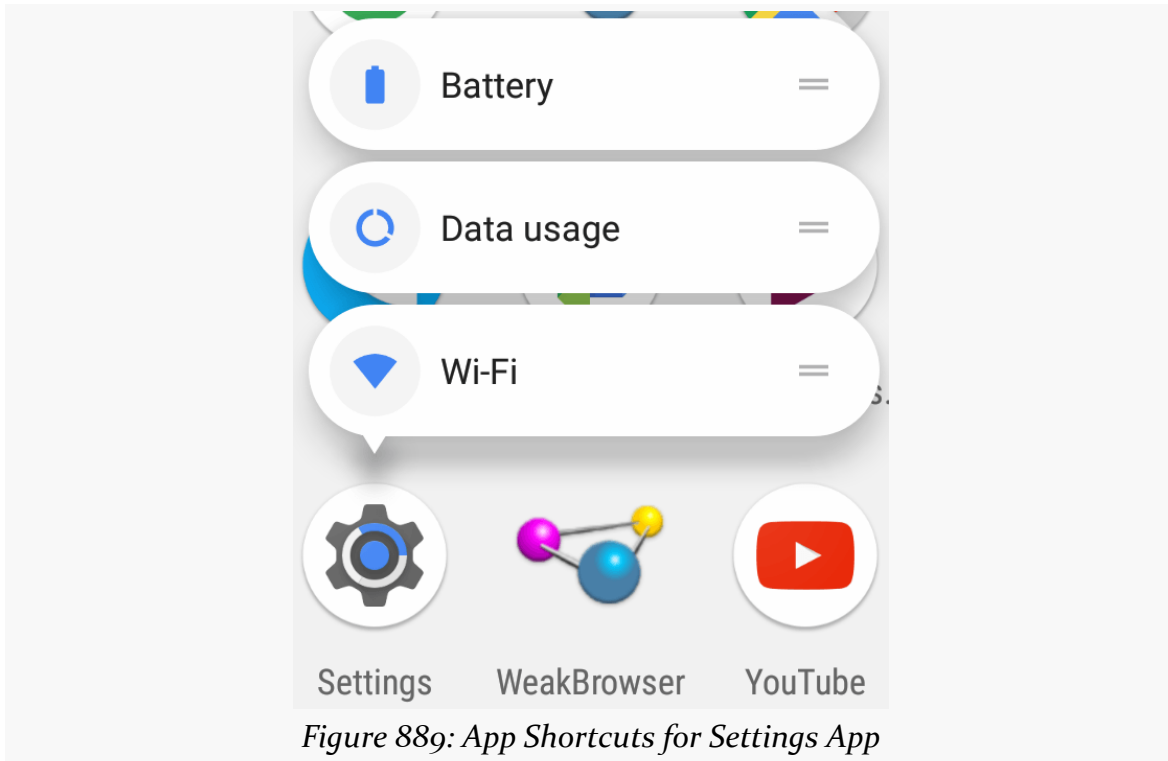 Battery
Data usage
Wi-Fi
s.
Settings WeakBrowser YouTube
Figure 889: App Shortcuts for Settings App